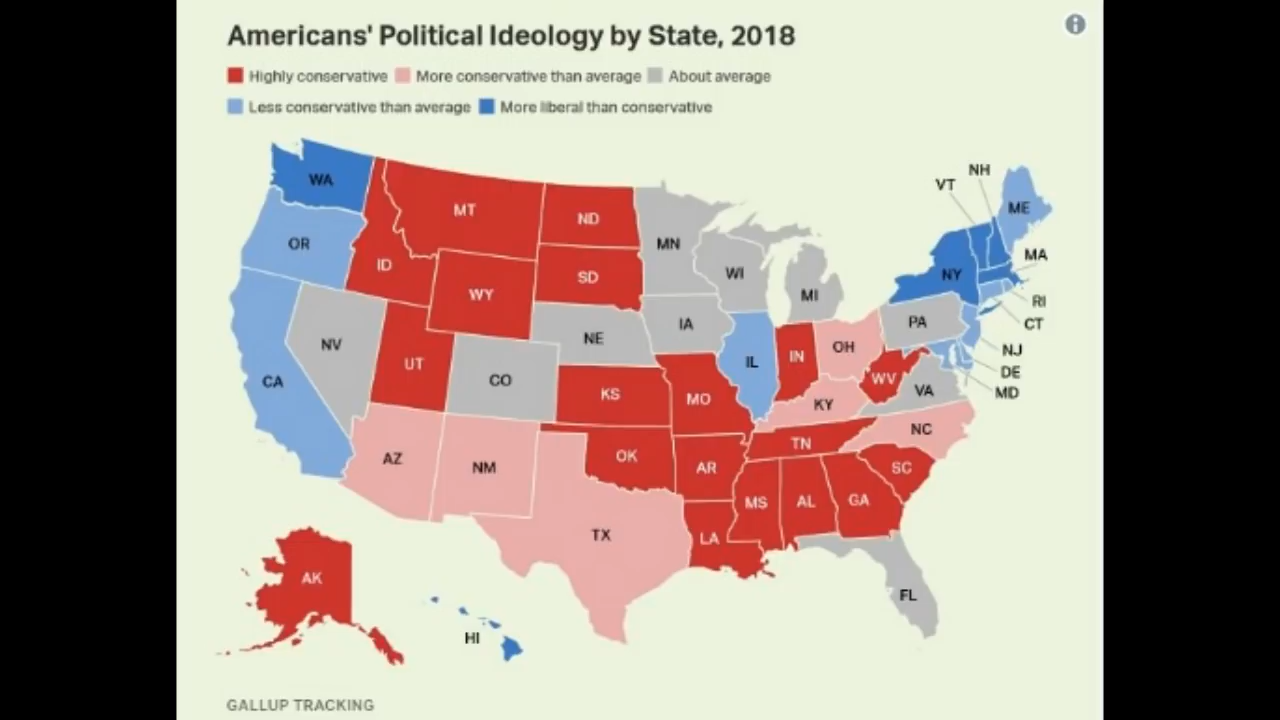 Americans' Political Ideology by State, 2018
Highly conservative More conservative than average About average
Less conservative than average More liberal than conservative
NH
VT
WA
ME
MT
ND
OR
MN
MA
ID
SD
WI
NY
WY
MI
RI
IA
PA
CT
NV
NE
OH
NJ
UT
IL
IN
DE
CA
CO
WV
VA
MD
KS
MO
KY
NC
TN
AZ
NM
OK
AR
SC
MS
AL
GA
TX
LA
AK
FL
HI
GALLUP TRACKING